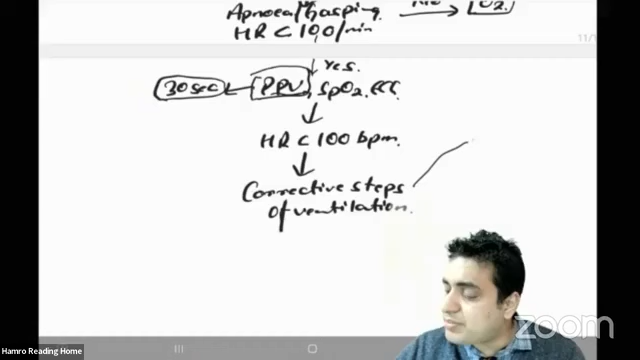 Apnoea/Gasping No O2.
HR < 100/min
11/1
Yes.
30 sec PPV, SpO2, ECG.
HR < 100 bpm.
Corrective steps
of ventilation.
zoom
Hamro Reading Home